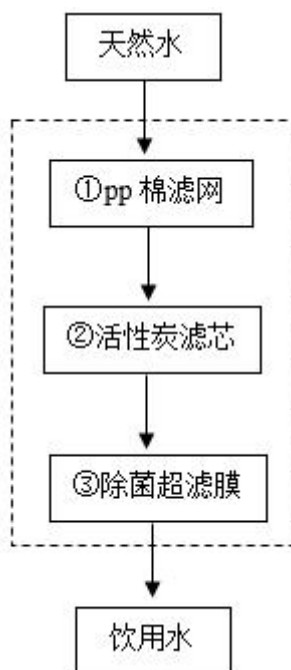 天然水
①pp 棉滤网
②活性炭滤芯
③除菌超滤膜
饮用水